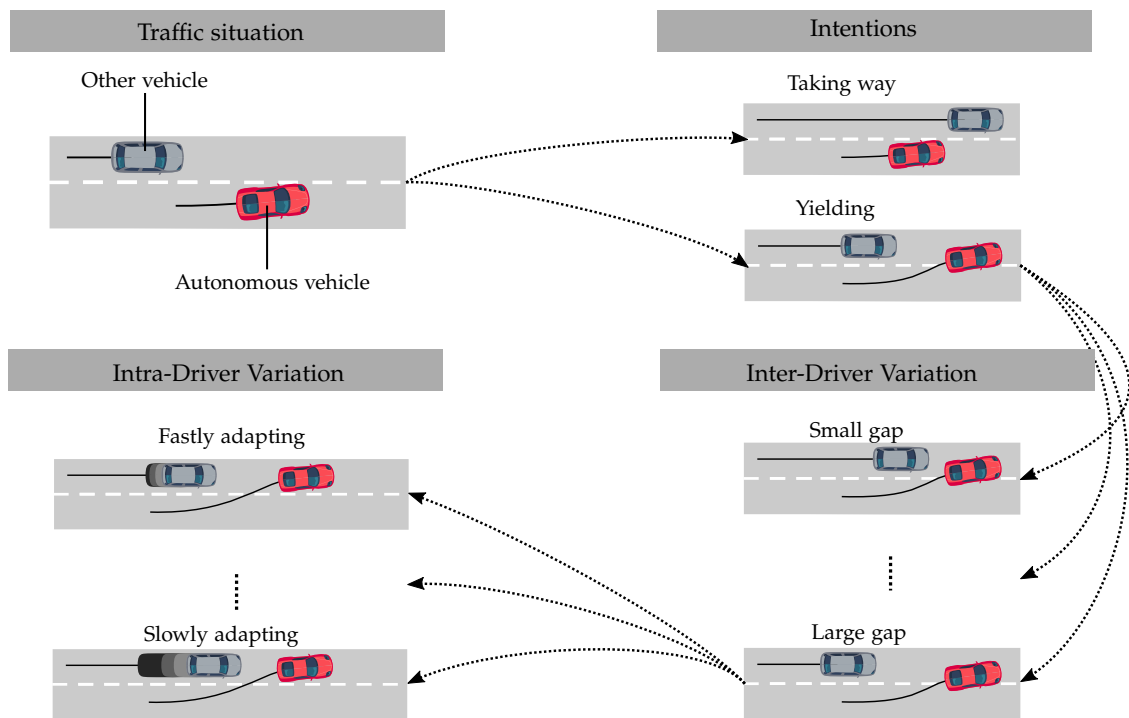 Traffic situation
Other vehicle
Autonomous vehicle
Intentions
Taking way
Yielding
Intra-Driver Variation
Fastly adapting
Slowly adapting
Inter-Driver Variation
Small gap
Large gap